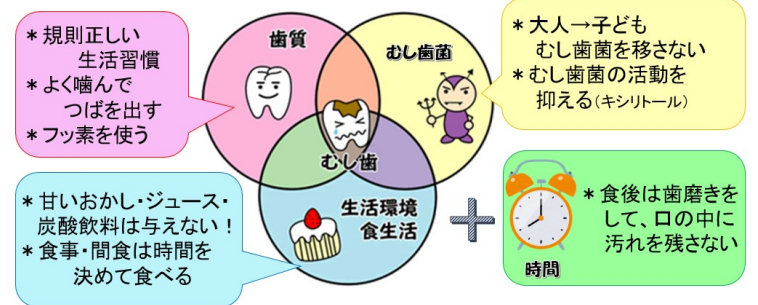 *規則正しい
生活習慣
*よく噛んで
つばを出す
*フッ素を使う
歯質
むし歯菌
むし歯
生活環境
食生活
*大人→子ども
むし歯菌を移さない
*むし歯菌の活動を
抑える(キシリトール)
*甘いおかし・ジュース・
炭酸飲料は与えない!
*食事・間食は時間を
決めて食べる
+
時間
*食後は歯磨きを
して、口の中に
汚れを残さない